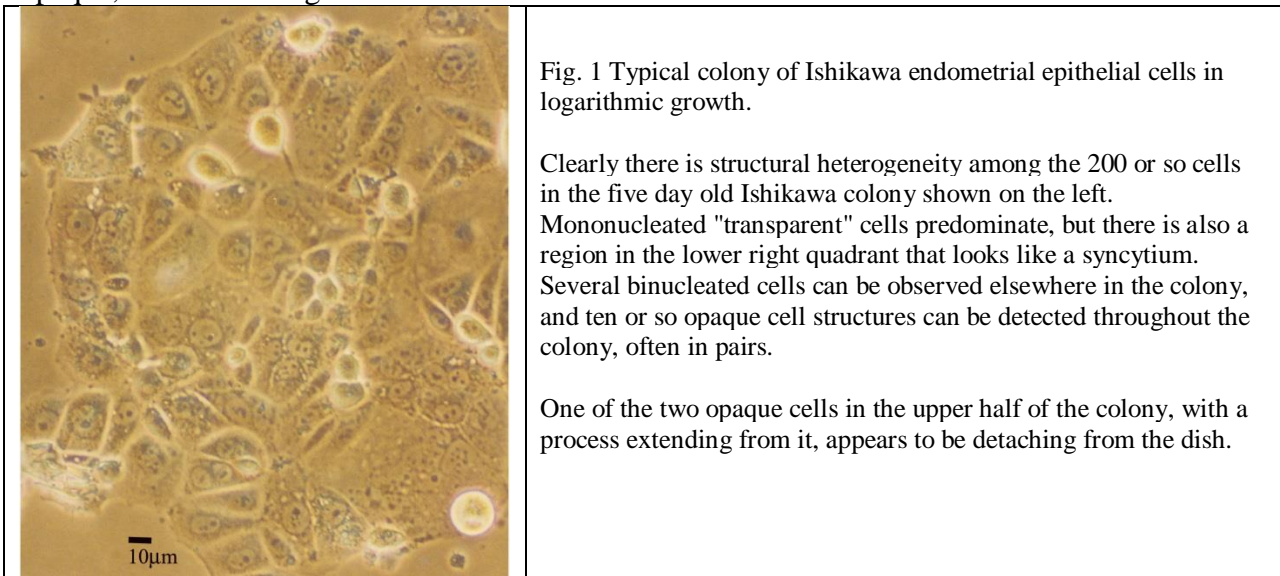 Fig. 1 Typical colony of Ishikawa endometrial epithelial cells in
logarithmic growth.
Clearly there is structural heterogeneity among the 200 or so cells
in the five day old Ishikawa colony shown on the left.
Mononucleated "transparent" cells predominate, but there is also a
region in the lower right quadrant that looks like a syncytium.
Several binucleated cells can be observed elsewhere in the colony,
and ten or so opaque cell structures can be detected throughout the
colony, often in pairs.
One of the two opaque cells in the upper half of the colony, with a
process extending from it, appears to be detaching from the dish.
10μm